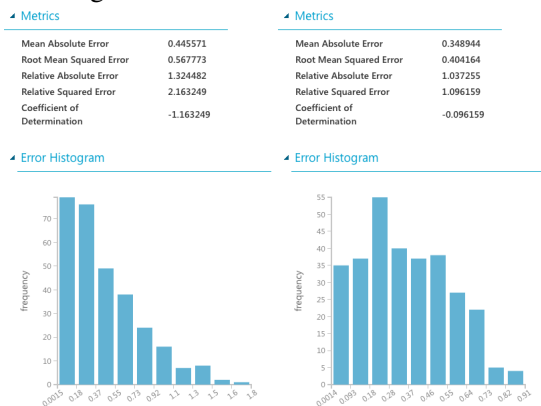 Metrics
Mean Absolute Error 0.445571
Root Mean Squared Error 0.567773
Relative Absolute Error 1.324482
Relative Squared Error 2.163249
Coefficient of
Determination -1.163249
Error Histogram
70
60
50
40
30
20
10
0
frequency
0.0015 0.18 0.37 0.55 0.73 0.92 1.1 1.3 1.5 1.6 1.8
Metrics
Mean Absolute Error 0.348944
Root Mean Squared Error 0.404164
Relative Absolute Error 1.037255
Relative Squared Error 1.096159
Coefficient of
Determination -0.096159
Error Histogram
55
50
45
40
35
30
25
20
15
10
5
0
frequency
0.0014 0.093 0.18 0.28 0.37 0.46 0.55 0.64 0.73 0.82 0.91